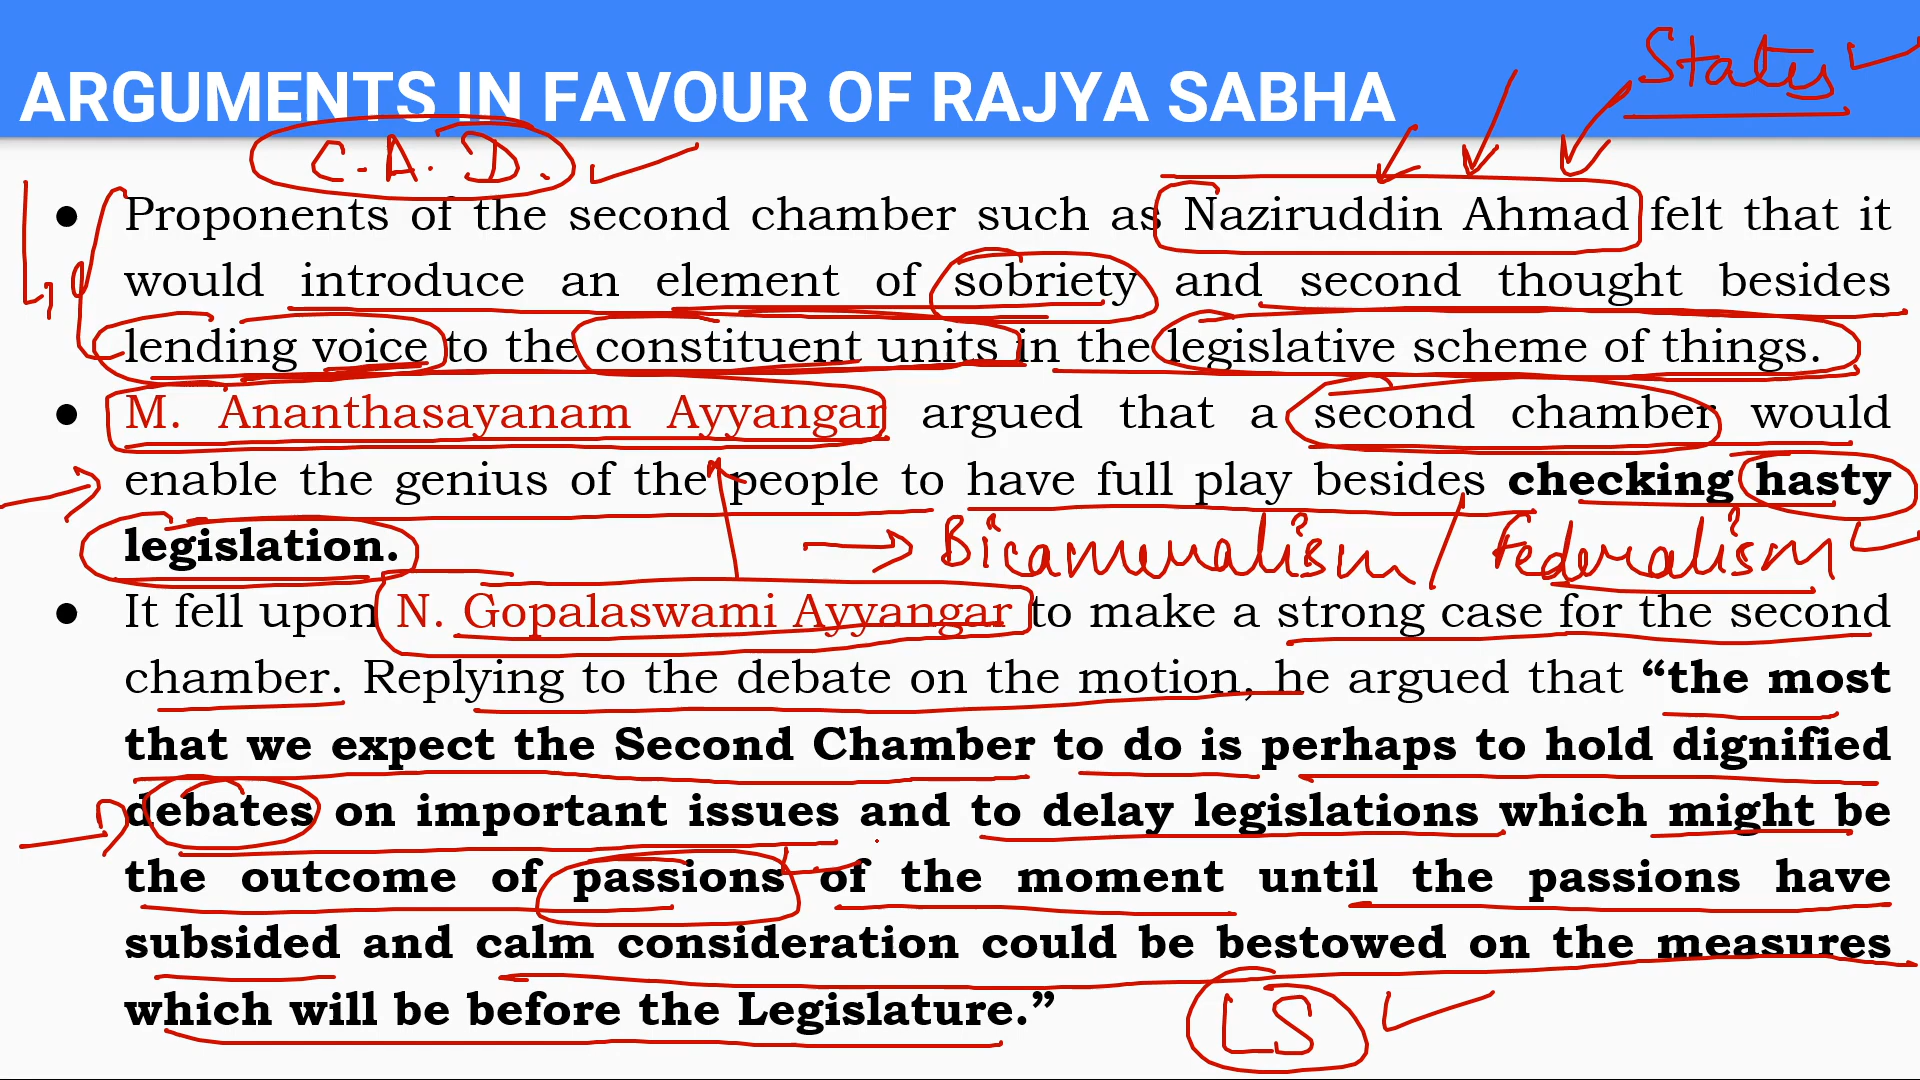 States
ARGUMENTS IN FAVOUR OF RAJYA SABHA
C.A.D.
● Proponents of the second chamber such as Naziruddin Ahmad felt that it
would introduce an element of sobriety and second thought besides
lending voice to the constituent units in the legislative scheme of things.
● M. Ananthasayanam Ayyangar argued that a second chamber would
enable the genius of the people to have full play besides checking hasty
legislation.
→ Bicameralism / Federalism
● It fell upon N. Gopalaswami Ayyangar to make a strong case for the second
chamber. Replying to the debate on the motion, he argued that “the most
that we expect the Second Chamber to do is perhaps to hold dignified
debates on important issues and to delay legislations which might be
the outcome of passions of the moment until the passions have
subsided and calm consideration could be bestowed on the measures
which will be before the Legislature.”
LS